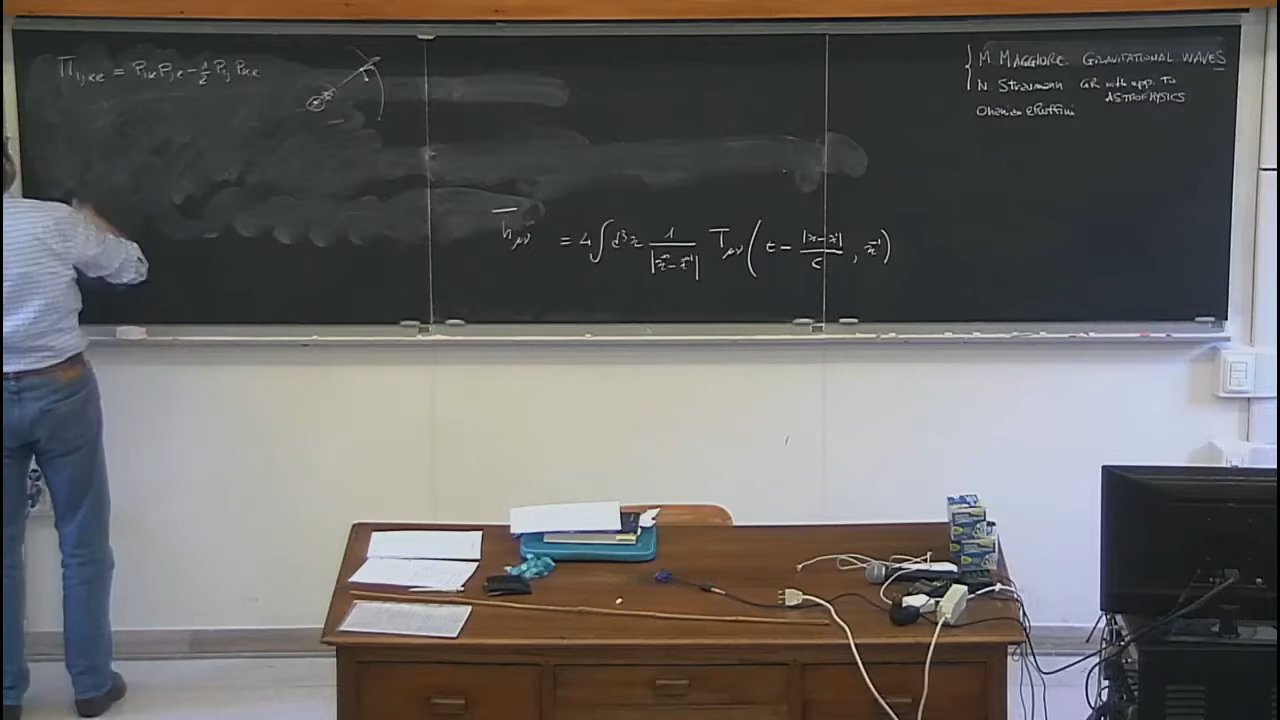 Π_{ijkl} = P_{ik} P_{jl} − ½ P_{ij} P_{kl}
{ M MAGGIORE. GRAVITATIONAL WAVES
N Straumann GR with app. to ASTROPHYSICS
Ohanian & Ruffini
h̄_{μν} = 4 ∫ d³x 1/|x⃗−x⃗'| T_{μν} ( t − |x−x'|/c , x⃗' )